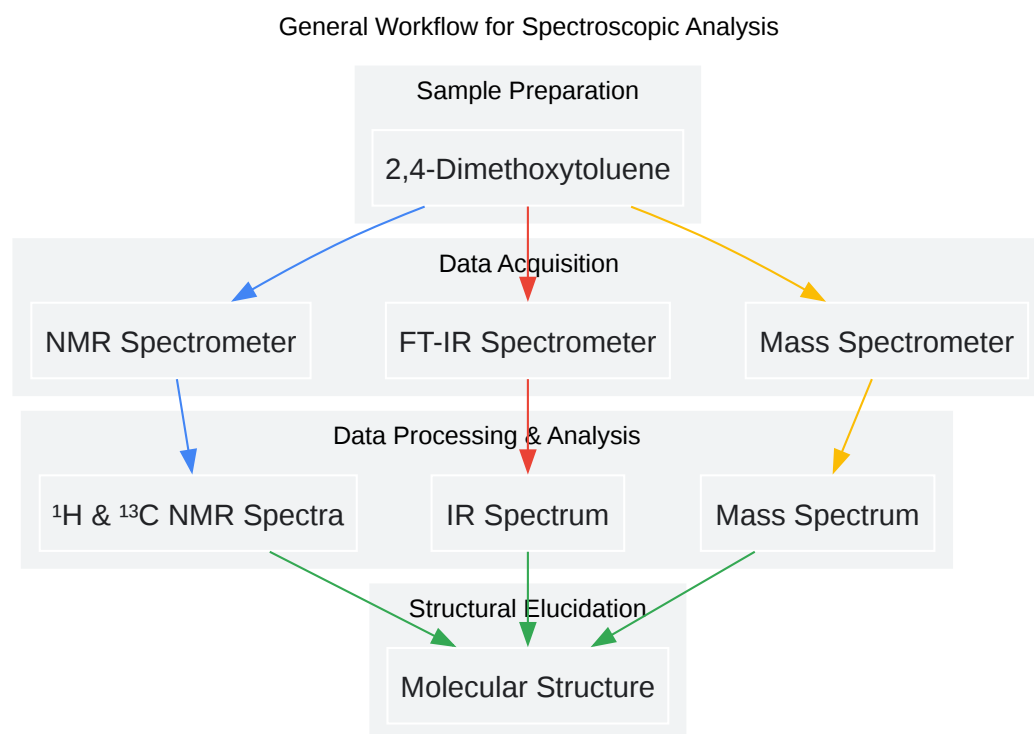 General Workflow for Spectroscopic Analysis
Sample Preparation
2,4-Dimethoxytoluene
Data Acquisition
NMR Spectrometer
FT-IR Spectrometer
Mass Spectrometer
Data Processing & Analysis
¹H & ¹³C NMR Spectra
IR Spectrum
Mass Spectrum
Structural Elucidation
Molecular Structure